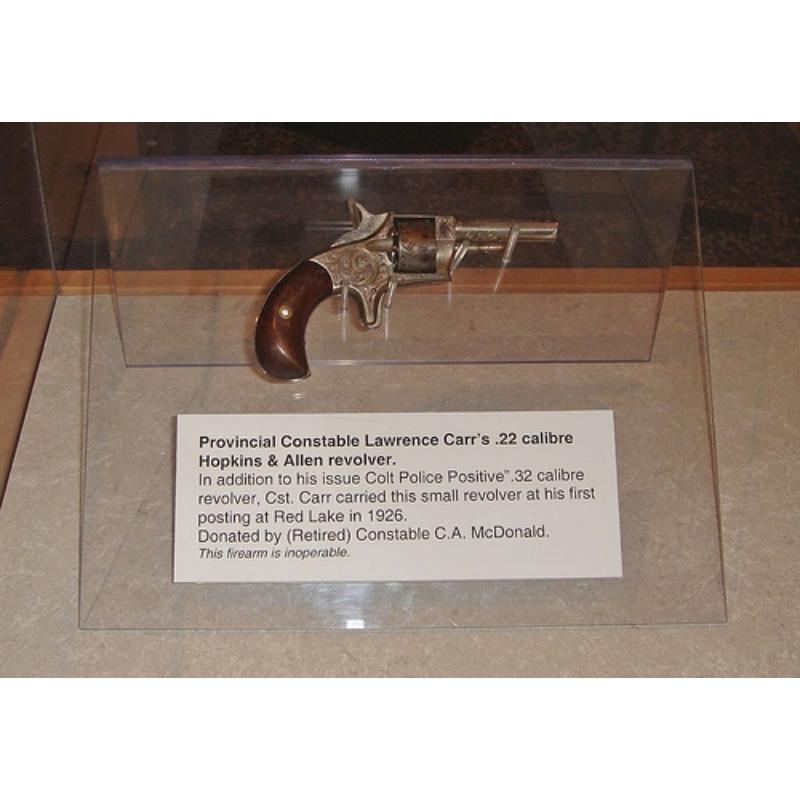 Provincial Constable Lawrence Carr's .22 calibre
Hopkins & Allen revolver.
In addition to his issue Colt Police Positive".32 calibre
revolver, Cst. Carr carried this small revolver at his first
posting at Red Lake in 1926.
Donated by (Retired) Constable C.A. McDonald.
This firearm is inoperable.